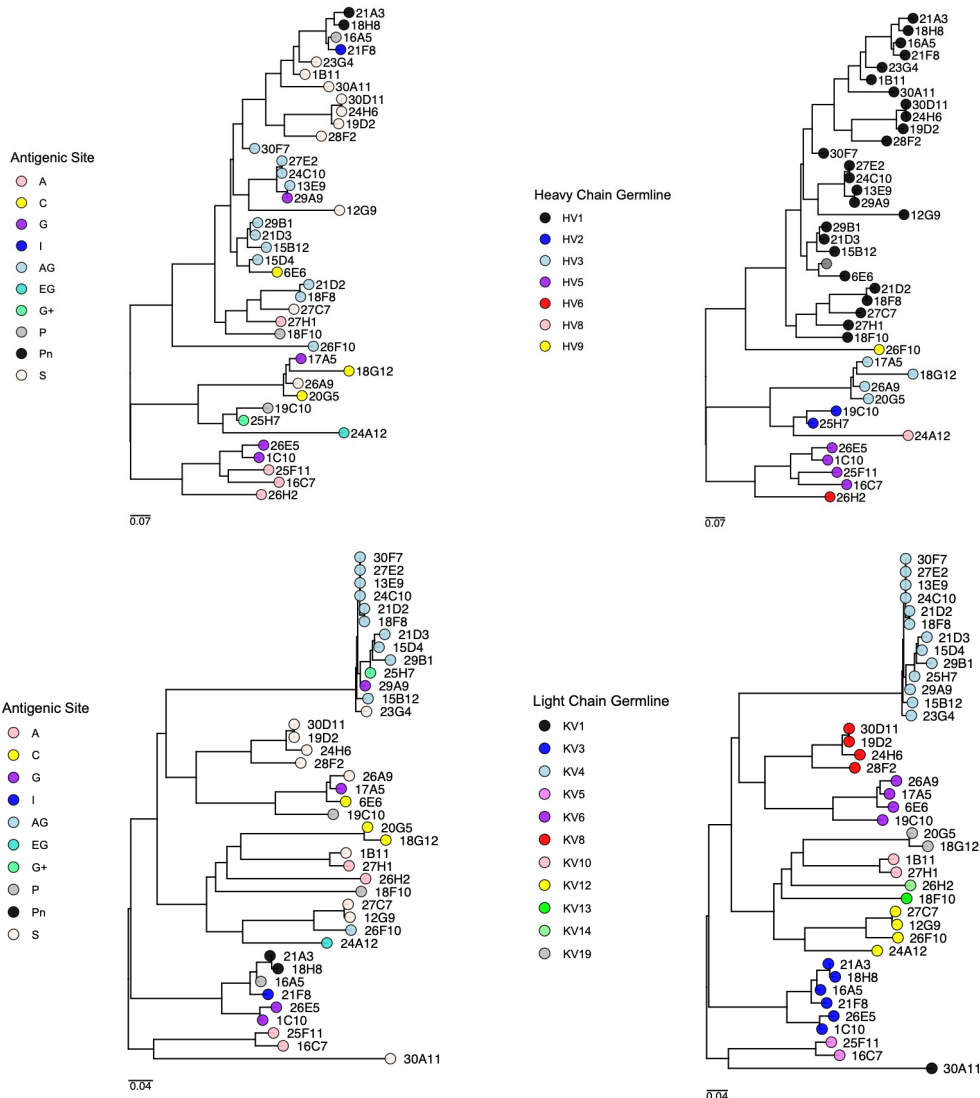 Antigenic Site
A
C
G
I
AG
EG
G+
P
Pn
S
21A3
18H8
16A5
21F8
23G4
1B11
30A11
30D11
24H6
19D2
28F2
30F7
27E2
24C10
13E9
29A9
12G9
29B1
21D3
15B12
15D4
6E6
21D2
18F8
27C7
27H1
18F10
26F10
17A5
18G12
26A9
20G5
19C10
25H7
24A12
26E5
1C10
25F11
16C7
26H2
0.07
Heavy Chain Germline
HV1
HV2
HV3
HV5
HV6
HV8
HV9
21A3
18H8
16A5
21F8
23G4
1B11
30A11
30D11
24H6
19D2
28F2
30F7
27E2
24C10
13E9
29A9
12G9
29B1
21D3
15B12
6E6
21D2
18F8
27C7
27H1
18F10
26F10
17A5
18G12
26A9
20G5
19C10
25H7
24A12
26E5
1C10
25F11
16C7
26H2
0.07
Antigenic Site
A
C
G
I
AG
EG
G+
P
Pn
S
30F7
27E2
13E9
24C10
21D2
18F8
21D3
15D4
29B1
25H7
29A9
15B12
23G4
30D11
19D2
24H6
28F2
26A9
17A5
6E6
19C10
20G5
18G12
1B11
27H1
26H2
18F10
27C7
12G9
26F10
24A12
21A3
18H8
16A5
21F8
26E5
1C10
25F11
16C7
30A11
0.04
Light Chain Germline
KV1
KV3
KV4
KV5
KV6
KV8
KV10
KV12
KV13
KV14
KV19
30F7
27E2
13E9
24C10
21D2
18F8
21D3
15D4
29B1
25H7
29A9
15B12
23G4
30D11
19D2
24H6
28F2
26A9
17A5
6E6
19C10
20G5
18G12
1B11
27H1
26H2
18F10
27C7
12G9
26F10
24A12
21A3
18H8
16A5
21F8
26E5
1C10
25F11
16C7
30A11
0.04